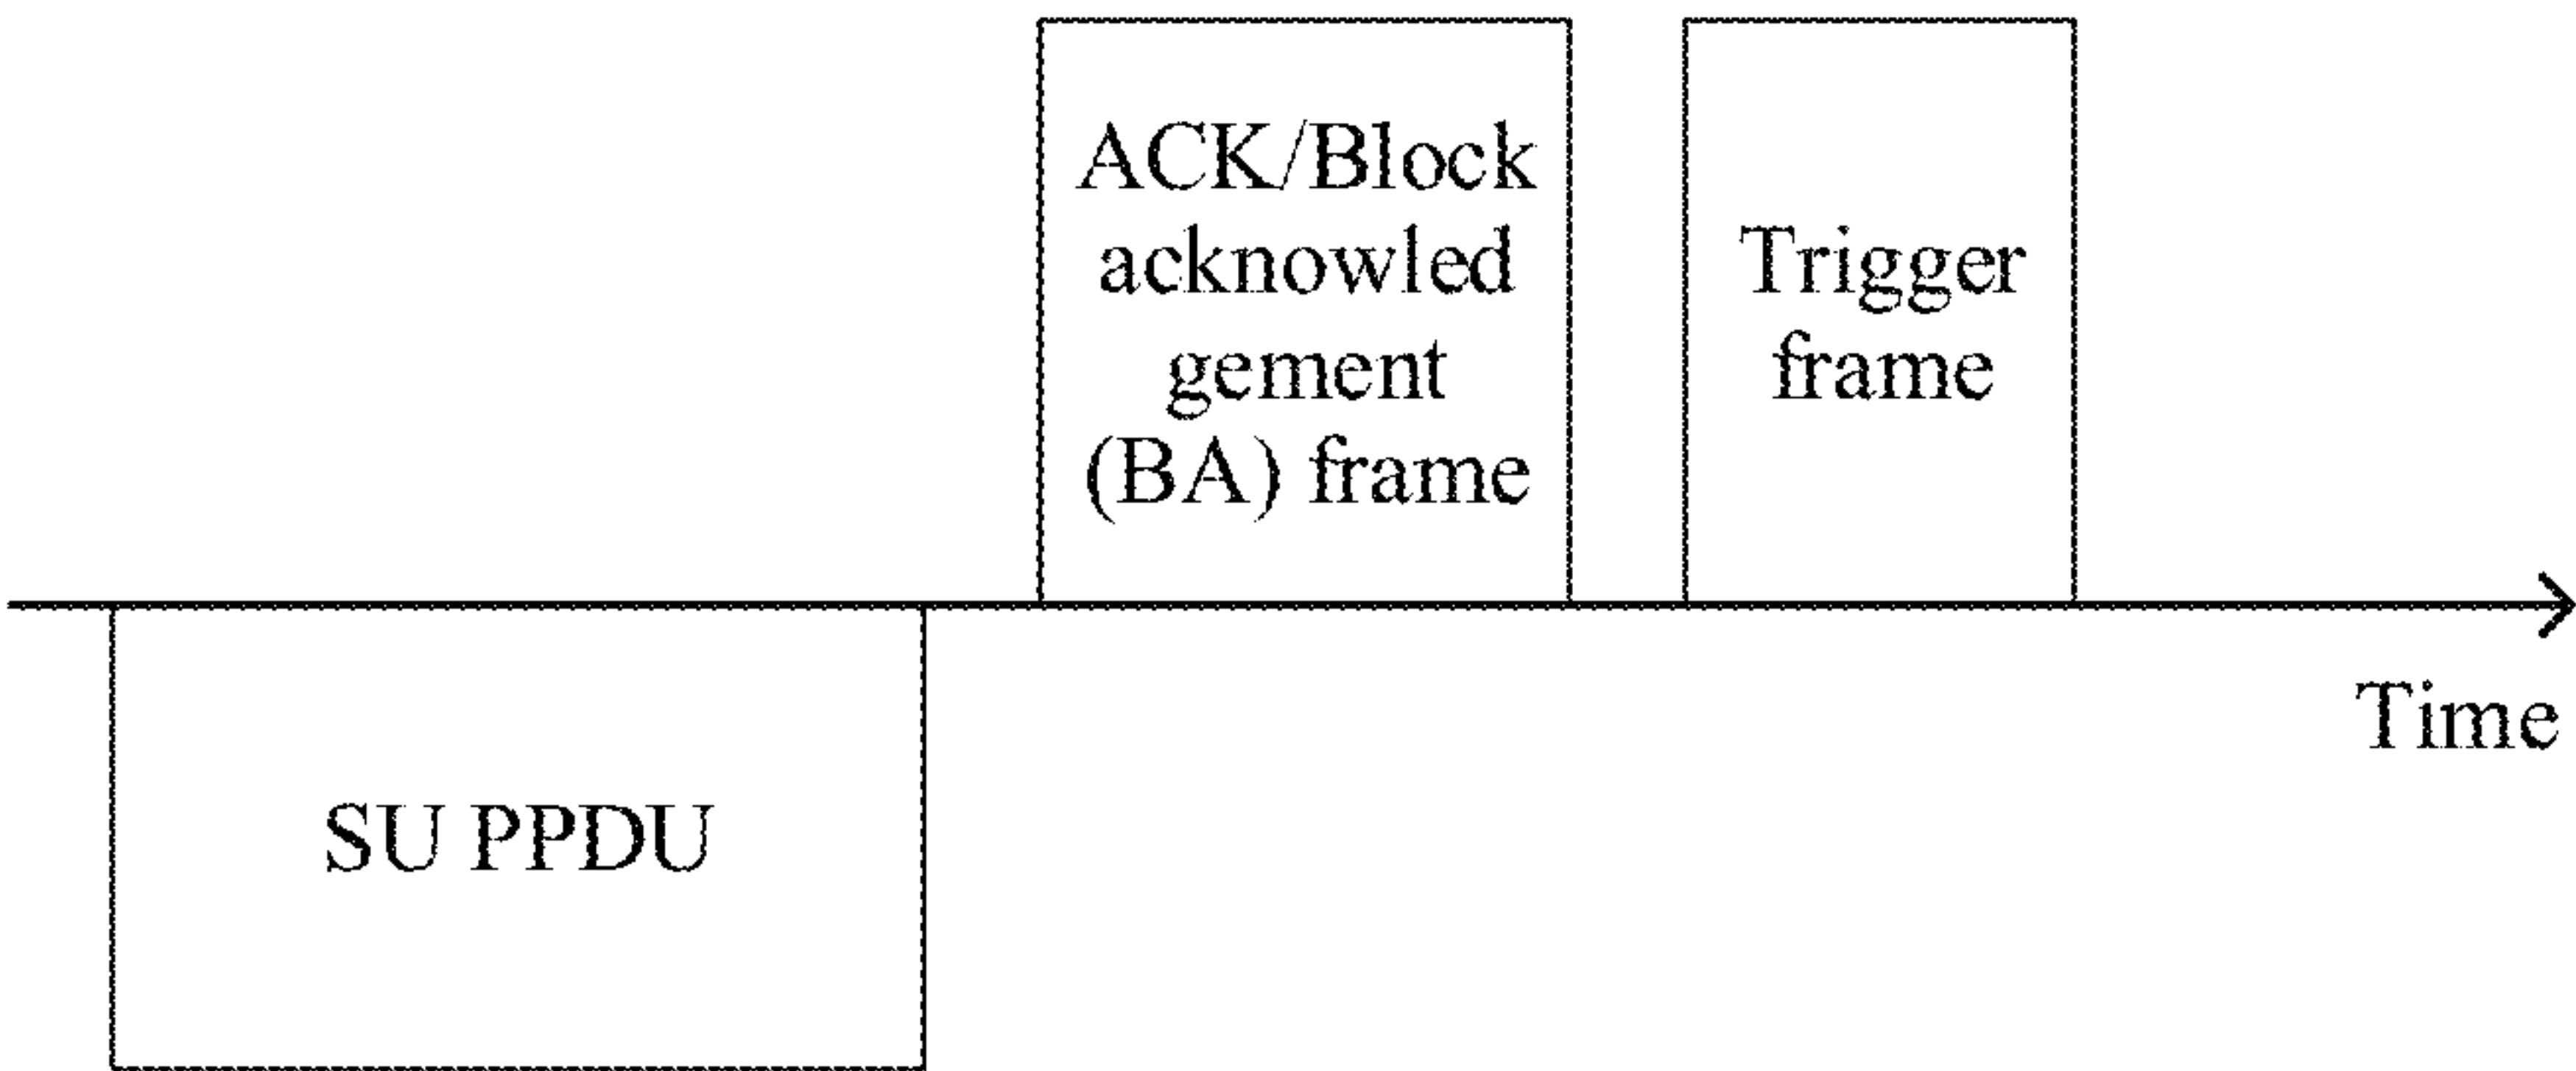 ACK/Block
acknowled
gement
(BA) frame
Trigger
frame
Time
SU PPDU